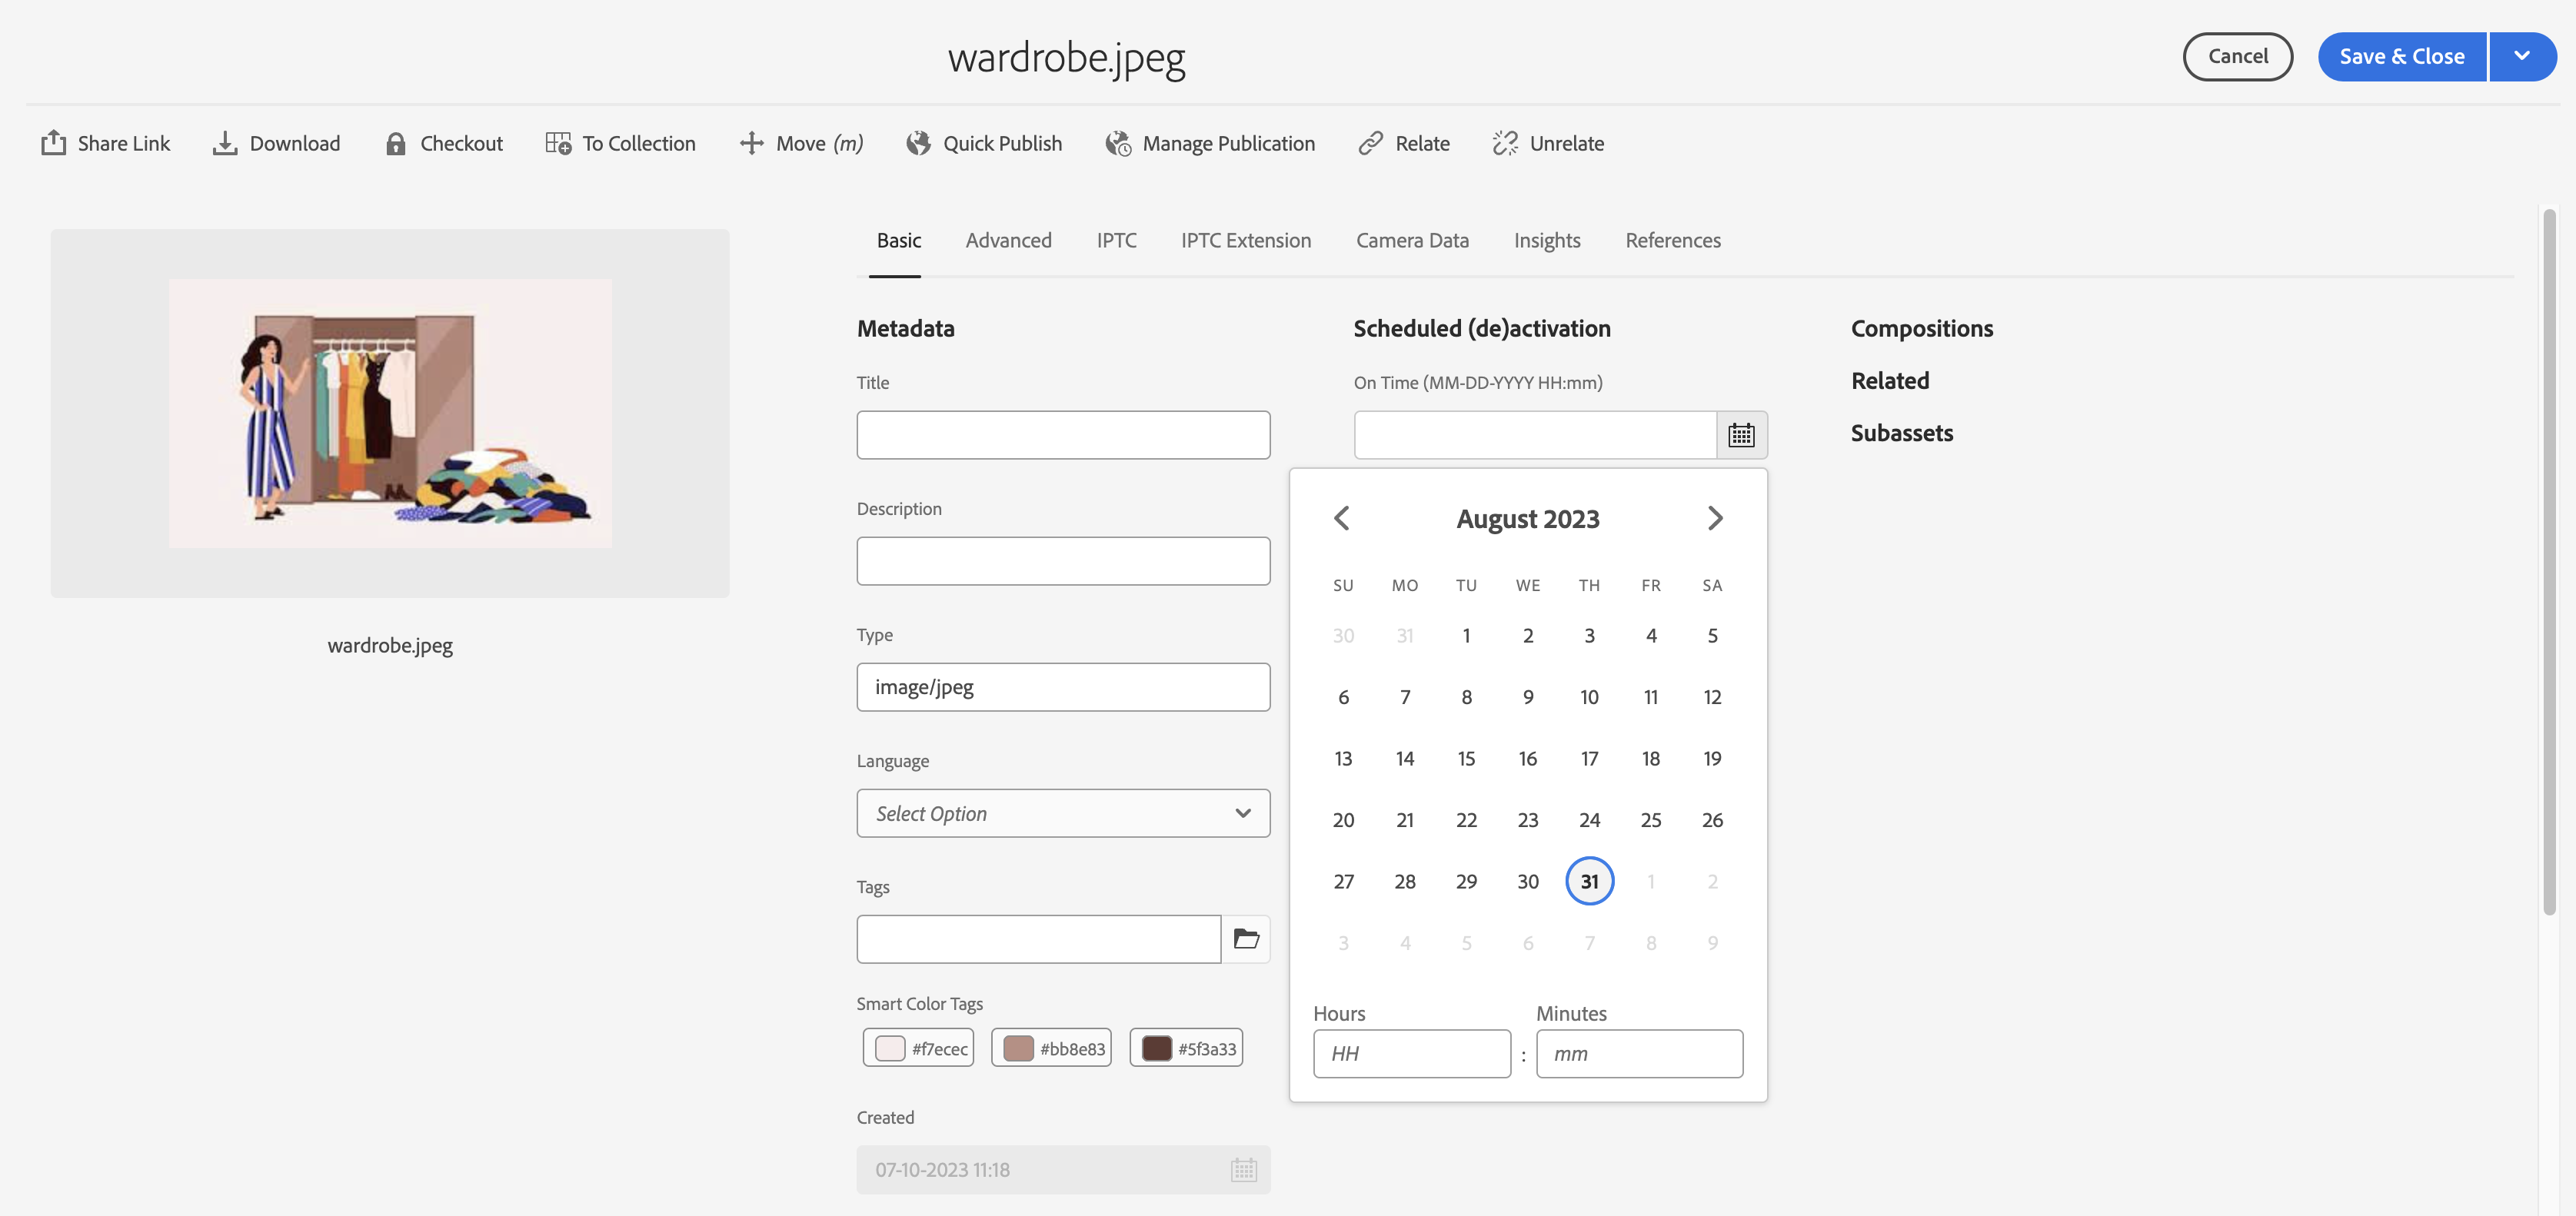 wardrobe.jpeg
Cancel
Save & Close
Share Link
Download
Checkout
To Collection
Move (m)
Quick Publish
Manage Publication
Relate
Unrelate
wardrobe.jpeg
Basic
Advanced
IPTC
IPTC Extension
Camera Data
Insights
References
Metadata
Title
Description
Type
image/jpeg
Language
Select Option
Tags
Smart Color Tags
#f7ecec
#bb8e83
#5f3a33
Created
07-10-2023 11:18
Scheduled (de)activation
On Time (MM-DD-YYYY HH:mm)
August 2023
SU MO TU WE TH FR SA
30 31 1 2 3 4 5
6 7 8 9 10 11 12
13 14 15 16 17 18 19
20 21 22 23 24 25 26
27 28 29 30 31 1 2
3 4 5 6 7 8 9
Hours
Minutes
HH : mm
Compositions
Related
Subassets